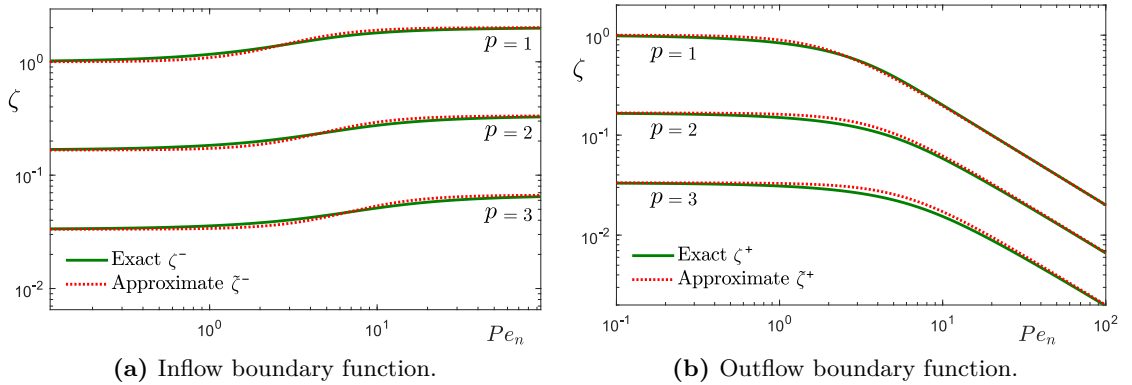 10^0
10^{-1}
10^{-2}
ζ
p = 1
p = 2
p = 3
Exact ζ^−
Approximate ζ̃^−
10^0
10^1
Pe_n
(a) Inflow boundary function.
10^0
10^{-1}
10^{-2}
ζ
p = 1
p = 2
p = 3
Exact ζ^+
Approximate ζ̃^+
10^{-1}
10^0
10^1
Pe_n
10^2
(b) Outflow boundary function.